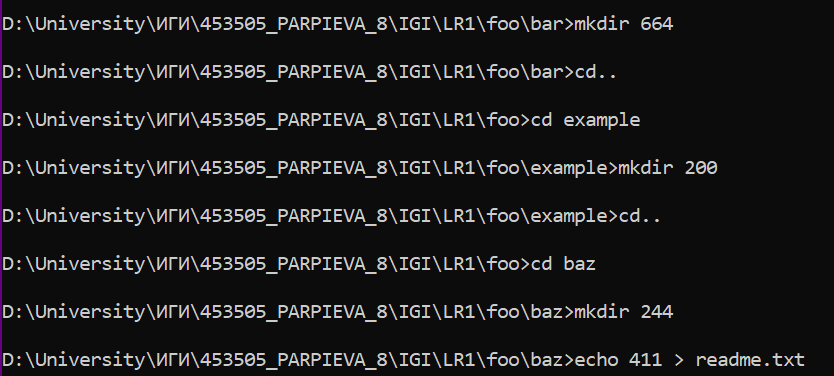 D:\University\ИГИ\453505_PARPIEVA_8\IGI\LR1\foo\bar>mkdir 664
D:\University\ИГИ\453505_PARPIEVA_8\IGI\LR1\foo\bar>cd..
D:\University\ИГИ\453505_PARPIEVA_8\IGI\LR1\foo>cd example
D:\University\ИГИ\453505_PARPIEVA_8\IGI\LR1\foo\example>mkdir 200
D:\University\ИГИ\453505_PARPIEVA_8\IGI\LR1\foo\example>cd..
D:\University\ИГИ\453505_PARPIEVA_8\IGI\LR1\foo>cd baz
D:\University\ИГИ\453505_PARPIEVA_8\IGI\LR1\foo\baz>mkdir 244
D:\University\ИГИ\453505_PARPIEVA_8\IGI\LR1\foo\baz>echo 411 > readme.txt